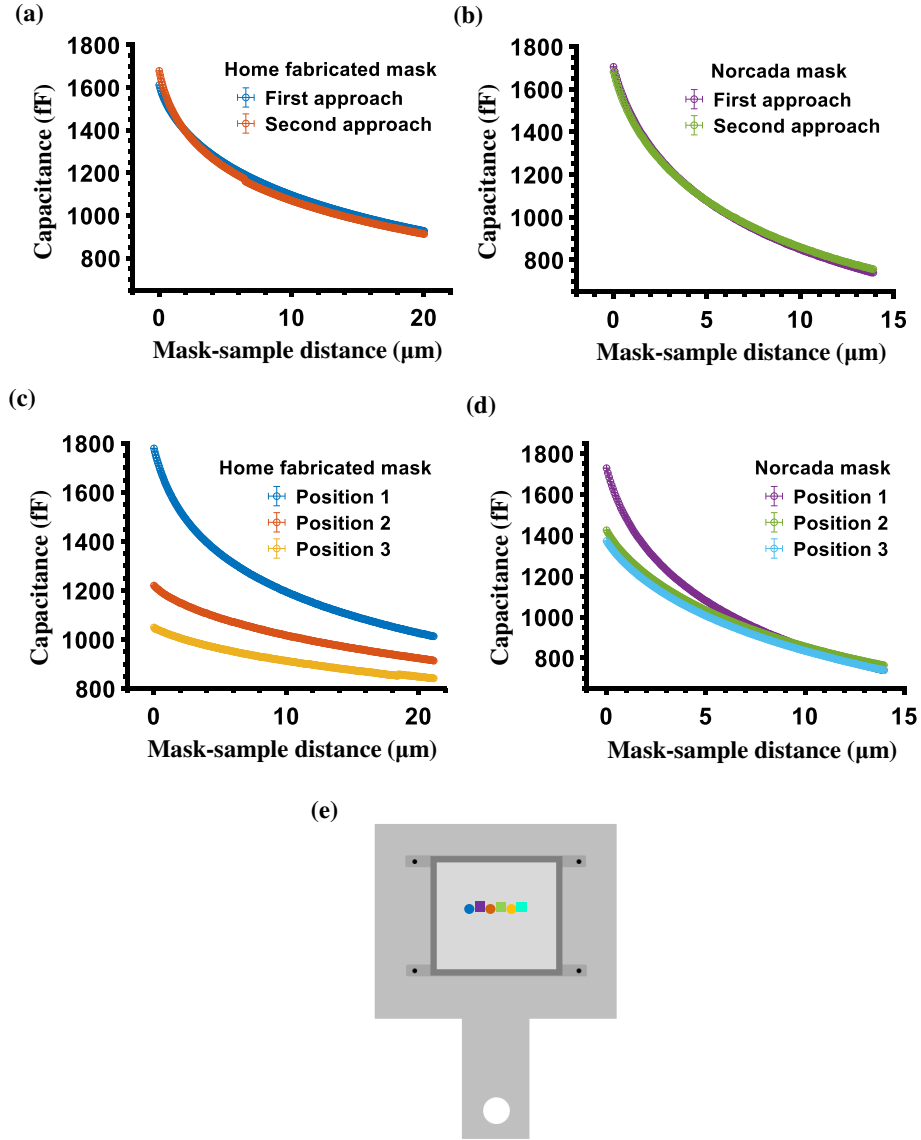 (a)
1800
1600
1400
1200
1000
800
Capacitance (fF)
Home fabricated mask
First approach
Second approach
0
10
20
Mask-sample distance (μm)
(b)
1800
1600
1400
1200
1000
800
Capacitance (fF)
Norcada mask
First approach
Second approach
0
5
10
15
Mask-sample distance (μm)
(c)
1800
1600
1400
1200
1000
800
Capacitance (fF)
Home fabricated mask
Position 1
Position 2
Position 3
0
10
20
Mask-sample distance (μm)
(d)
1800
1600
1400
1200
1000
800
Capacitance (fF)
Norcada mask
Position 1
Position 2
Position 3
0
5
10
15
Mask-sample distance (μm)
(e)